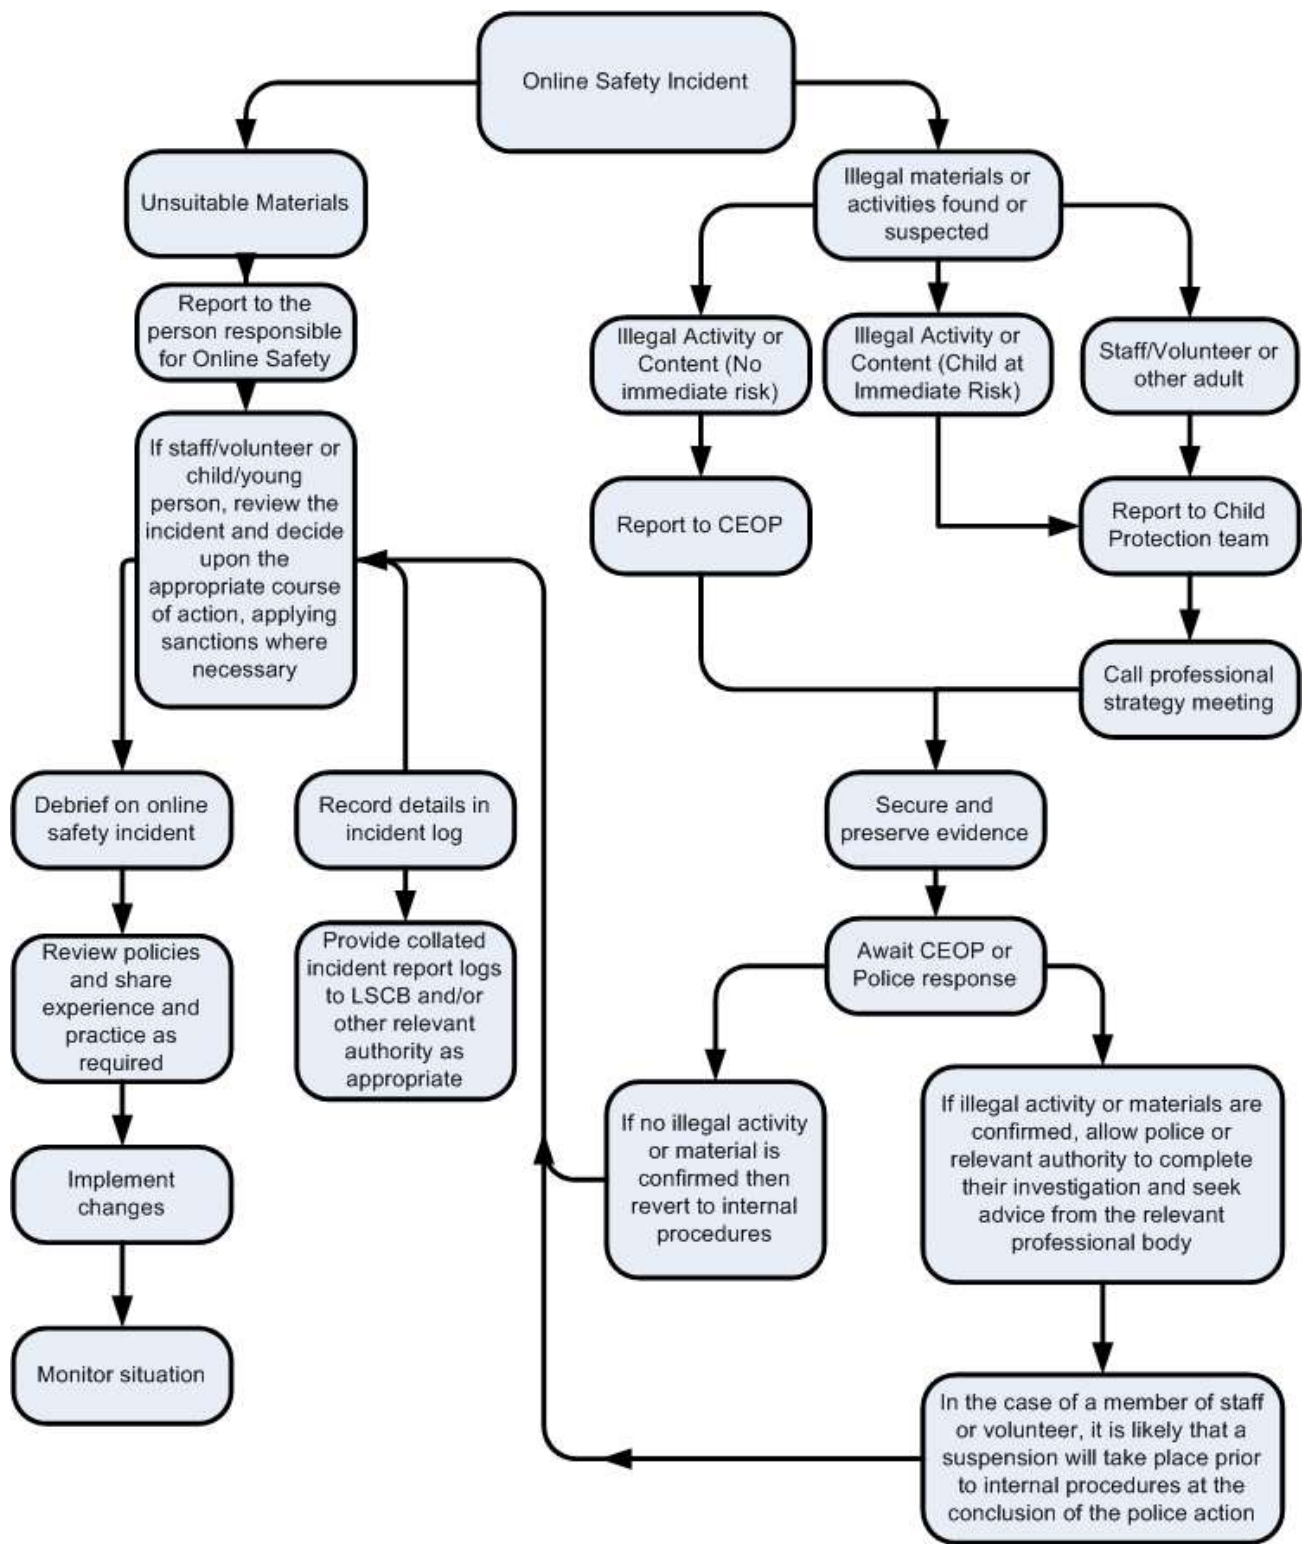 Online Safety Incident
Unsuitable Materials
Report to the
person responsible
for Online Safety
If staff/volunteer or
child/young
person, review the
incident and decide
upon the
appropriate course
of action, applying
sanctions where
necessary
Debrief on online
safety incident
Review policies
and share
experience and
practice as
required
Implement
changes
Monitor situation
Record details in
incident log
Provide collated
incident report logs
to LSCB and/or
other relevant
authority as
appropriate
Illegal materials or
activities found or
suspected
Illegal Activity or
Content (No
immediate risk)
Illegal Activity or
Content (Child at
Immediate Risk)
Staff/Volunteer or
other adult
Report to CEOP
Report to Child
Protection team
Call professional
strategy meeting
Secure and
preserve evidence
Await CEOP or
Police response
If no illegal activity
or material is
confirmed then
revert to internal
procedures
If illegal activity or materials are
confirmed, allow police or
relevant authority to complete
their investigation and seek
advice from the relevant
professional body
In the case of a member of staff
or volunteer, it is likely that a
suspension will take place prior
to internal procedures at the
conclusion of the police action